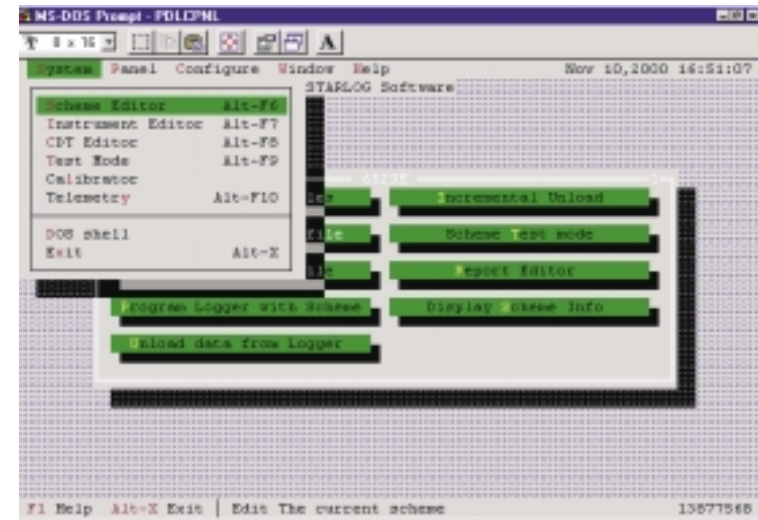 MS-DOS Prompt - PDLCPNL
Tr 8 x 16 A
System Panel Configure Window Help Nov 10,2000 16:51:07
STARLOG Software
Scheme Editor Alt-F6
Instrument Editor Alt-F7
CDT Editor Alt-F8
Test Mode Alt-F9
Calibrator
Telemetry Alt-F10
DOS shell
Exit Alt-X
Incremental Unload
Scheme Test mode
Report Editor
Program Logger with Scheme Display Scheme Info
Unload data from Logger
F1 Help Alt-X Exit | Edit The current scheme 13877568